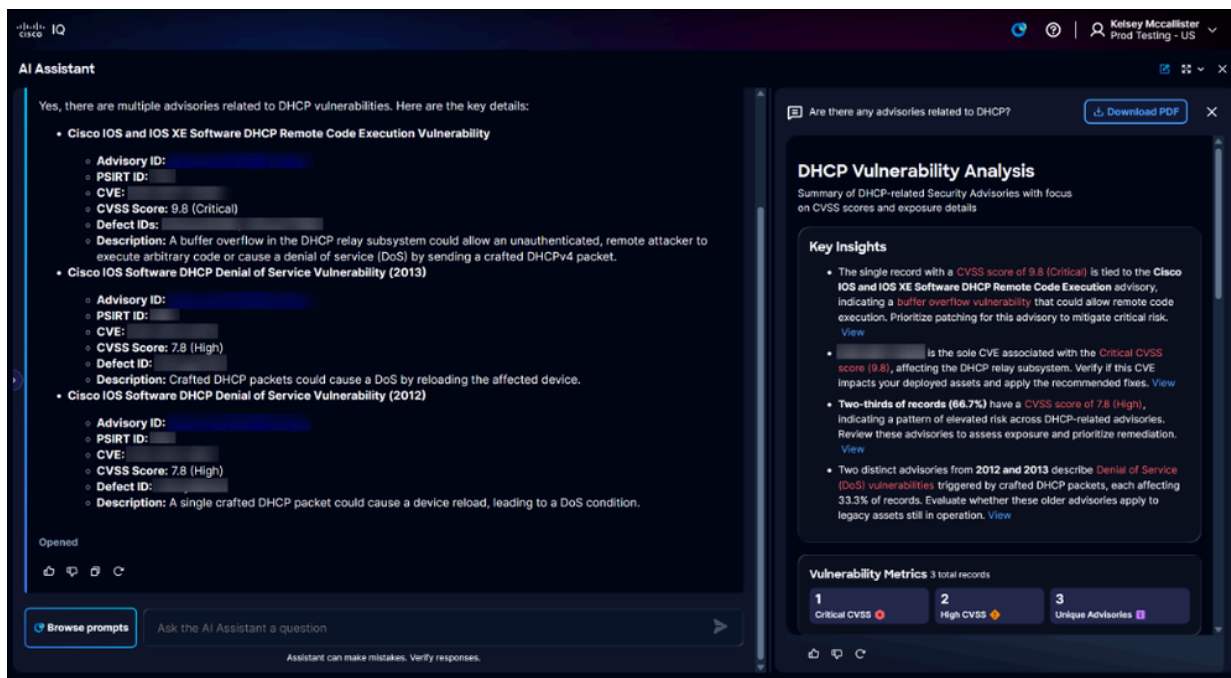 cisco IQ
Kelsey Mccallister
Prod Testing - US
AI Assistant
Yes, there are multiple advisories related to DHCP vulnerabilities. Here are the key details:
• Cisco IOS and IOS XE Software DHCP Remote Code Execution Vulnerability
◦ Advisory ID:
◦ PSIRT ID:
◦ CVE:
◦ CVSS Score: 9.8 (Critical)
◦ Defect IDs:
◦ Description: A buffer overflow in the DHCP relay subsystem could allow an unauthenticated, remote attacker to
execute arbitrary code or cause a denial of service (DoS) by sending a crafted DHCPv4 packet.
• Cisco IOS Software DHCP Denial of Service Vulnerability (2013)
◦ Advisory ID:
◦ PSIRT ID:
◦ CVE:
◦ CVSS Score: 7.8 (High)
◦ Defect ID:
◦ Description: Crafted DHCP packets could cause a DoS by reloading the affected device.
• Cisco IOS Software DHCP Denial of Service Vulnerability (2012)
◦ Advisory ID:
◦ PSIRT ID:
◦ CVE:
◦ CVSS Score: 7.8 (High)
◦ Defect ID:
◦ Description: A single crafted DHCP packet could cause a device reload, leading to a DoS condition.
Opened
Browse prompts
Ask the AI Assistant a question
Assistant can make mistakes. Verify responses.
Are there any advisories related to DHCP?
Download PDF
DHCP Vulnerability Analysis
Summary of DHCP-related Security Advisories with focus
on CVSS scores and exposure details
Key Insights
• The single record with a CVSS score of 9.8 (Critical) is tied to the Cisco
IOS and IOS XE Software DHCP Remote Code Execution advisory,
indicating a buffer overflow vulnerability that could allow remote code
execution. Prioritize patching for this advisory to mitigate critical risk.
View
• is the sole CVE associated with the Critical CVSS
score (9.8), affecting the DHCP relay subsystem. Verify if this CVE
impacts your deployed assets and apply the recommended fixes. View
• Two-thirds of records (66.7%) have a CVSS score of 7.8 (High),
indicating a pattern of elevated risk across DHCP-related advisories.
Review these advisories to assess exposure and prioritize remediation.
View
• Two distinct advisories from 2012 and 2013 describe Denial of Service
(DoS) vulnerabilities triggered by crafted DHCP packets, each affecting
33.3% of records. Evaluate whether these older advisories apply to
legacy assets still in operation. View
Vulnerability Metrics 3 total records
1
Critical CVSS
2
High CVSS
3
Unique Advisories